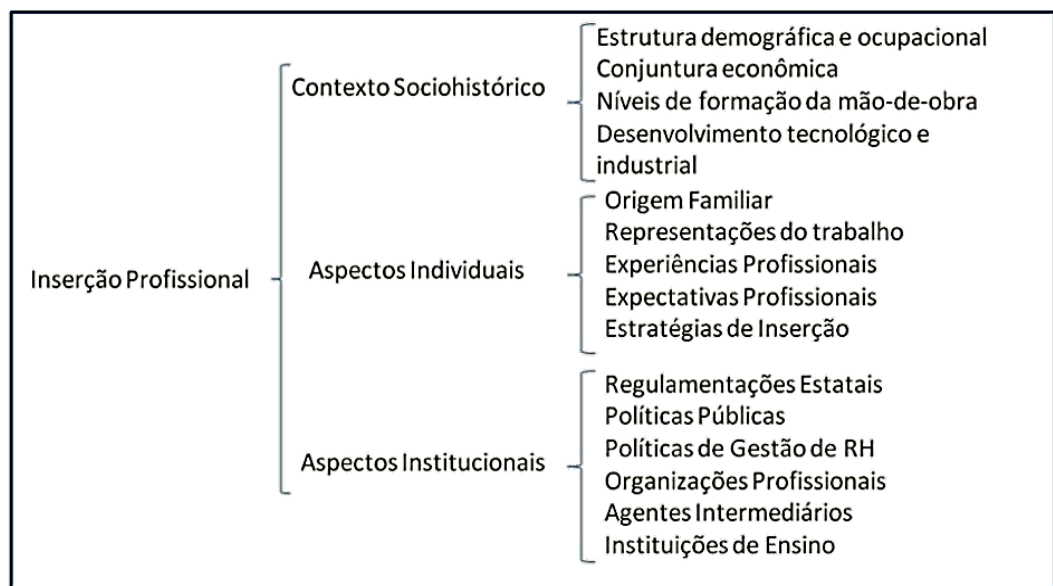 Inserção Profissional
Contexto Sociohistórico
Estrutura demográfica e ocupacional
Conjuntura econômica
Níveis de formação da mão-de-obra
Desenvolvimento tecnológico e
industrial
Aspectos Individuais
Origem Familiar
Representações do trabalho
Experiências Profissionais
Expectativas Profissionais
Estratégias de Inserção
Aspectos Institucionais
Regulamentações Estatais
Políticas Públicas
Políticas de Gestão de RH
Organizações Profissionais
Agentes Intermediários
Instituições de Ensino